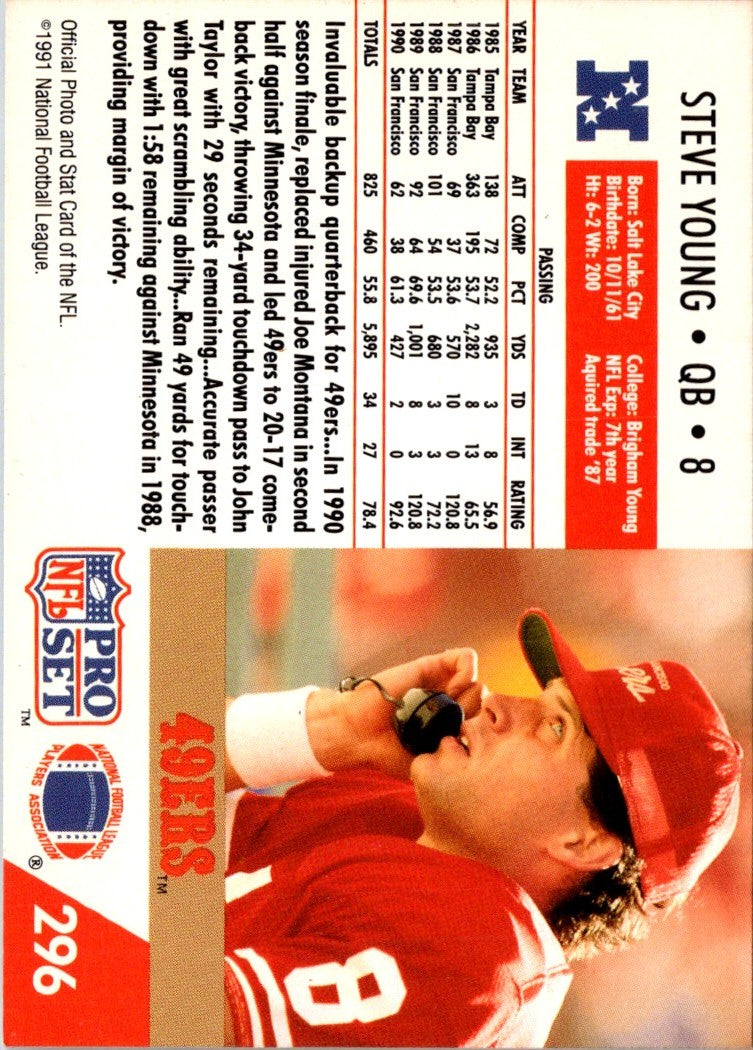 STEVE YOUNG • QB • 8
Born: Salt Lake City
Birthdate: 10/11/61
Ht: 6-2 Wt: 200
College: Brigham Young
NFL Exp: 7th year
Aquired trade '87
PASSING
YEAR TEAM ATT COMP PCT YDS TD INT RATING
1985 Tampa Bay 138 72 52.2 935 3 8 56.9
1986 Tampa Bay 363 195 53.7 2,282 8 13 65.5
1987 San Francisco 69 37 53.6 570 10 0 120.8
1988 San Francisco 101 54 53.5 680 3 3 72.2
1989 San Francisco 92 64 69.6 1,001 8 3 120.8
1990 San Francisco 62 38 61.3 427 2 0 92.6
TOTALS 825 460 55.8 5,895 34 27 78.4
Invaluable backup quarterback for 49ers...In 1990
season finale, replaced injured Joe Montana in second
half against Minnesota and led 49ers to 20-17 come-
back victory, throwing 34-yard touchdown pass to John
Taylor with 29 seconds remaining...Accurate passer
with great scrambling ability...Ran 49 yards for touch-
down with 1:58 remaining against Minnesota in 1988,
providing margin of victory.
Official Photo and Stat Card of the NFL.
©1991 National Football League.
8
49ERS™
NFL
PRO
SET™
NATIONAL FOOTBALL LEAGUE
PLAYERS ASSOCIATION
®
296